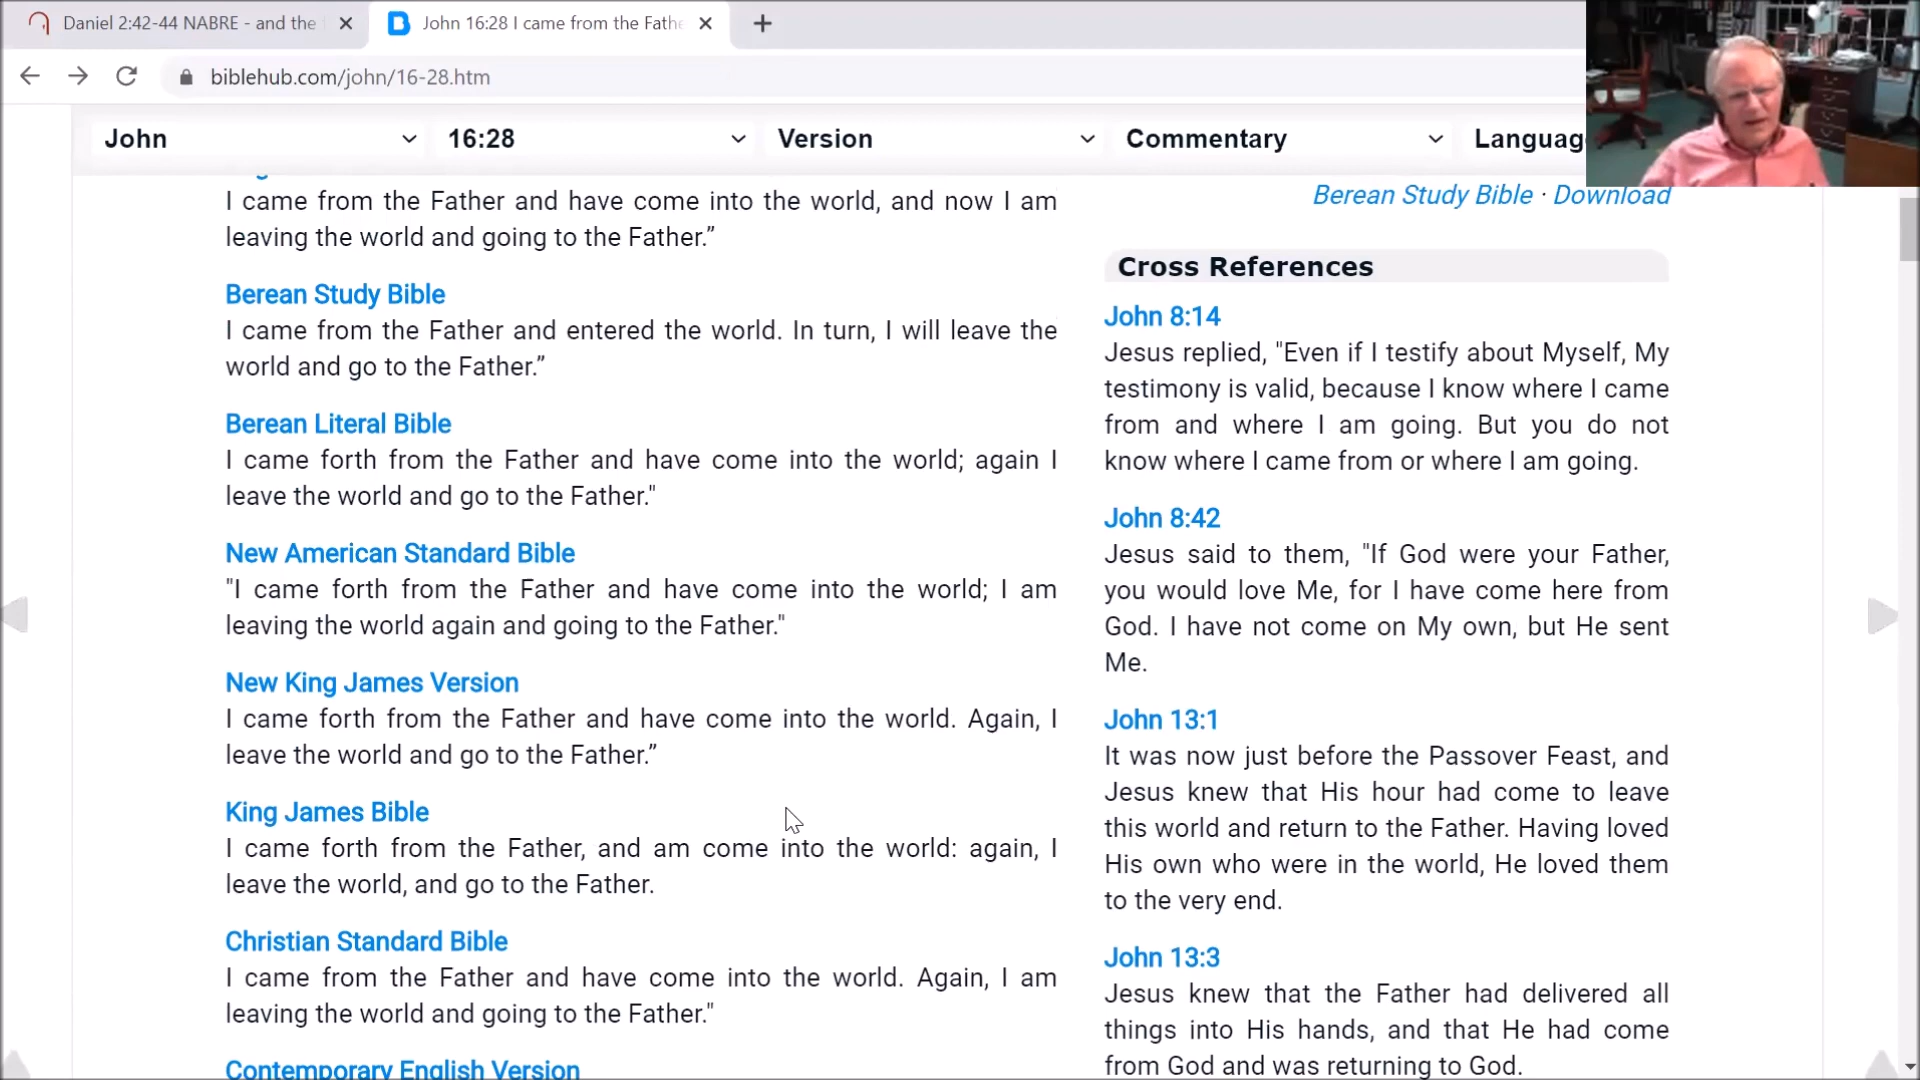 Daniel 2:42-44 NABRE - and the
John 16:28 I came from the Fathe
biblehub.com/john/16-28.htm
John
16:28
Version
Commentary
Languag
I came from the Father and have come into the world, and now I am
leaving the world and going to the Father.”
Berean Study Bible
I came from the Father and entered the world. In turn, I will leave the
world and go to the Father.”
Berean Literal Bible
I came forth from the Father and have come into the world; again I
leave the world and go to the Father."
New American Standard Bible
"I came forth from the Father and have come into the world; I am
leaving the world again and going to the Father."
New King James Version
I came forth from the Father and have come into the world. Again, I
leave the world and go to the Father.”
King James Bible
I came forth from the Father, and am come into the world: again, I
leave the world, and go to the Father.
Christian Standard Bible
I came from the Father and have come into the world. Again, I am
leaving the world and going to the Father."
Contemporary English Version
Berean Study Bible · Download
Cross References
John 8:14
Jesus replied, "Even if I testify about Myself, My
testimony is valid, because I know where I came
from and where I am going. But you do not
know where I came from or where I am going.
John 8:42
Jesus said to them, "If God were your Father,
you would love Me, for I have come here from
God. I have not come on My own, but He sent
Me.
John 13:1
It was now just before the Passover Feast, and
Jesus knew that His hour had come to leave
this world and return to the Father. Having loved
His own who were in the world, He loved them
to the very end.
John 13:3
Jesus knew that the Father had delivered all
things into His hands, and that He had come
from God and was returning to God.